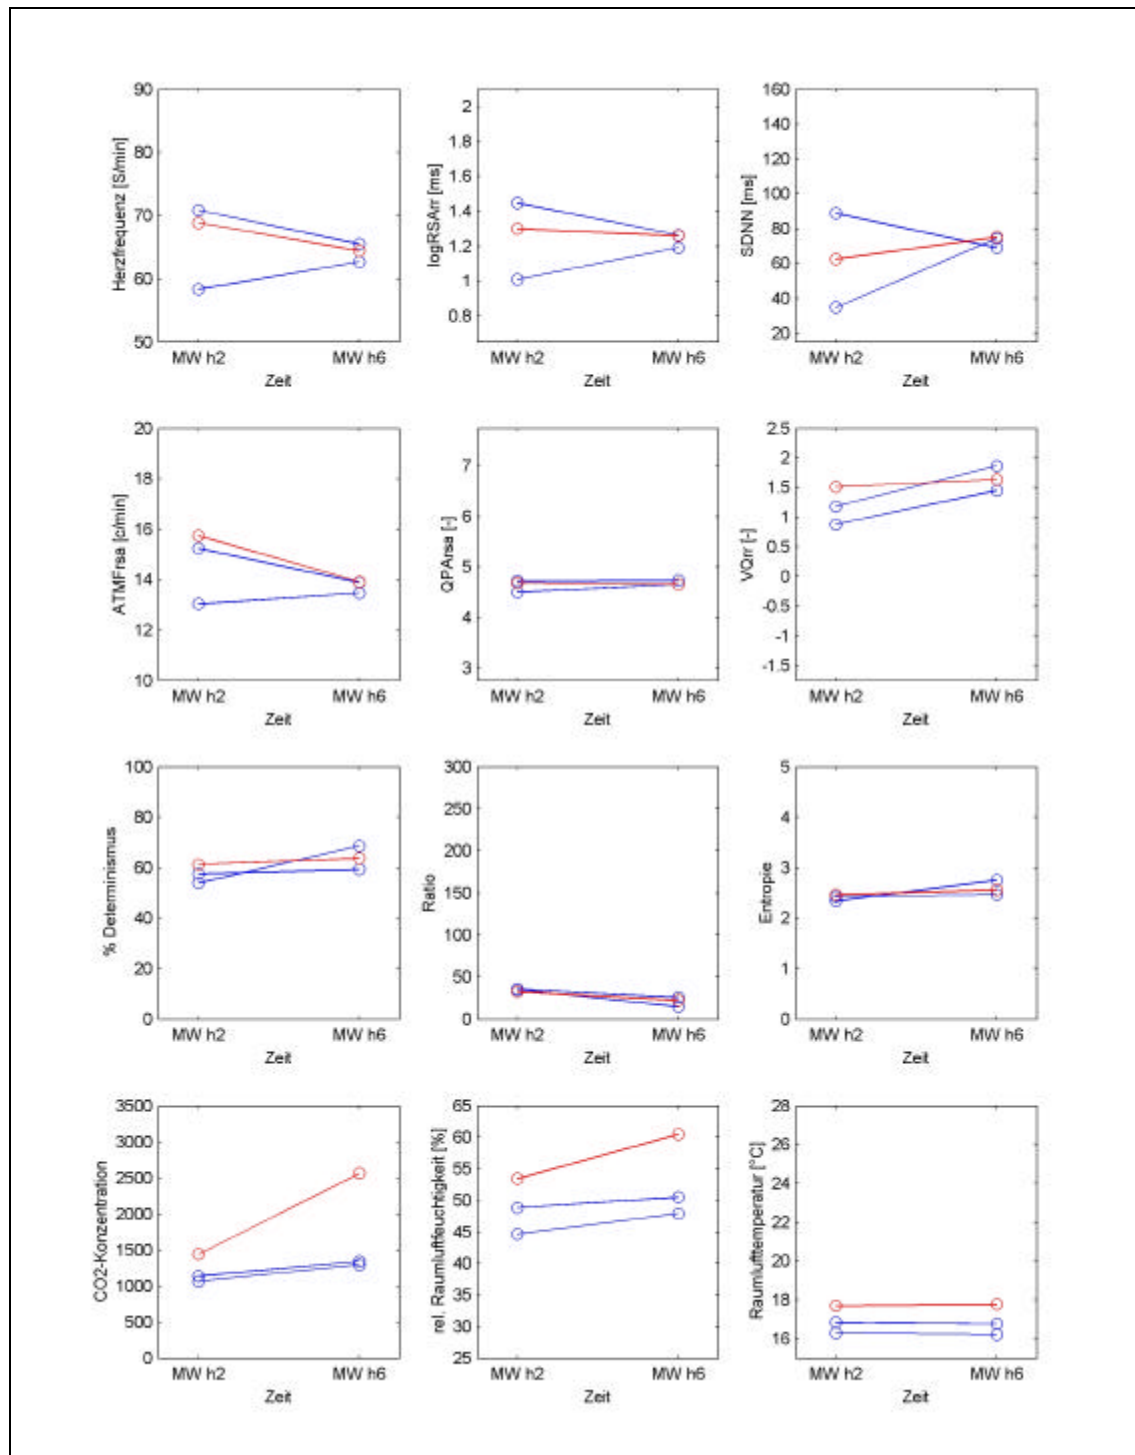 Herzfrequenz [S/min]
90
80
70
60
50
MW h2 MW h6
Zeit
logRSArr [ms]
2
1.8
1.6
1.4
1.2
1
0.8
MW h2 MW h6
Zeit
SDNN [ms]
160
140
120
100
80
60
40
20
MW h2 MW h6
Zeit
ATMFrsa [c/min]
20
18
16
14
12
10
MW h2 MW h6
Zeit
QPArsa [-]
7
6
5
4
3
MW h2 MW h6
Zeit
VQrr [-]
2.5
2
1.5
1
0.5
0
-0.5
-1
-1.5
MW h2 MW h6
Zeit
% Determinismus
100
80
60
40
20
0
MW h2 MW h6
Zeit
Ratio
300
250
200
150
100
50
0
MW h2 MW h6
Zeit
Entropie
5
4
3
2
1
0
MW h2 MW h6
Zeit
CO2-Konzentration
3500
3000
2500
2000
1500
1000
500
0
MW h2 MW h6
Zeit
rel. Raumluftfeuchtigkeit [%]
65
60
55
50
45
40
35
30
25
MW h2 MW h6
Zeit
Raumlufttemperatur [°C]
28
26
24
22
20
18
16
MW h2 MW h6
Zeit